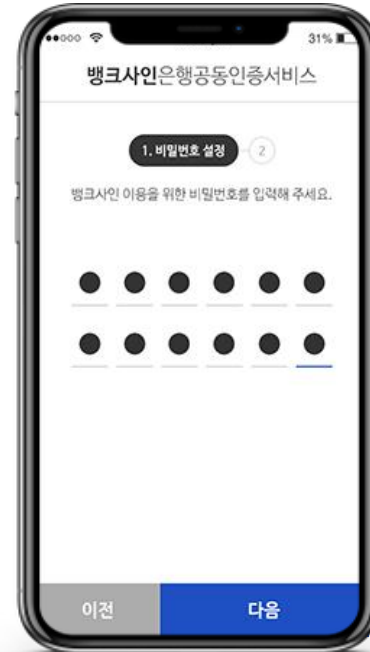 31%
뱅크사인은행공동인증서비스
1. 비밀번호 설정 2
뱅크사인 이용을 위한 비밀번호를 입력해 주세요.
이전 다음